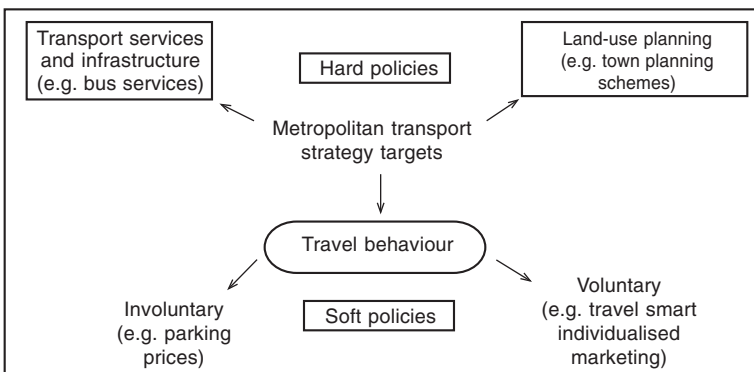 Transport services
and infrastructure
(e.g. bus services)
Hard policies
Land-use planning
(e.g. town planning
schemes)
Metropolitan transport
strategy targets
Travel behaviour
Involuntary
(e.g. parking
prices)
Soft policies
Voluntary
(e.g. travel smart
individualised
marketing)